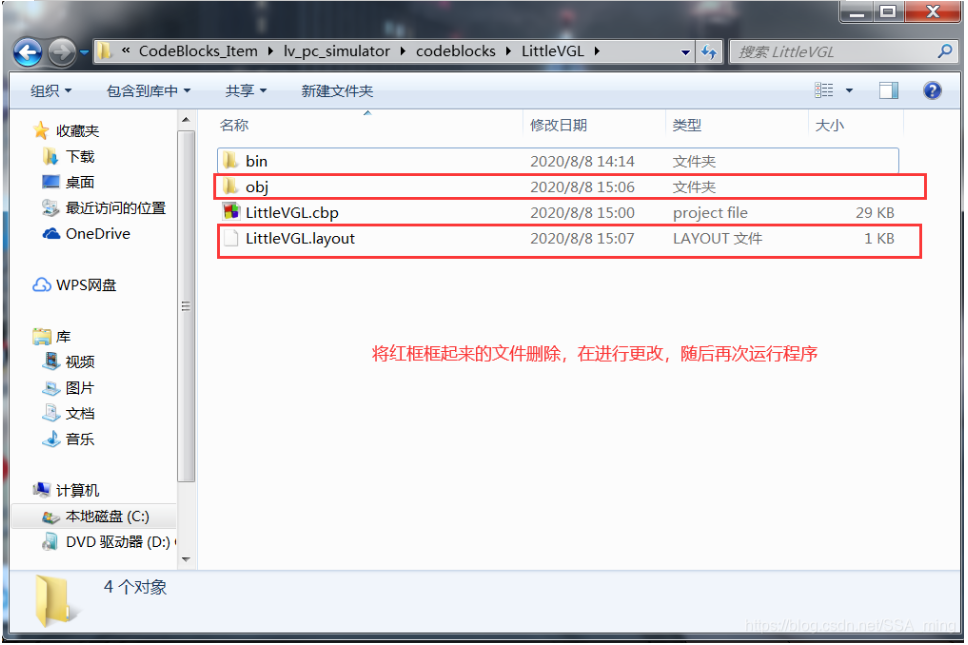 « CodeBlocks_Item ▸ lv_pc_simulator ▸ codeblocks ▸ LittleVGL ▸
搜索 LittleVGL
组织 包含到库中 共享 新建文件夹
名称 修改日期 类型 大小
收藏夹
下载
桌面
最近访问的位置
OneDrive
WPS网盘
库
视频
图片
文档
音乐
计算机
本地磁盘 (C:)
DVD 驱动器 (D:)
bin 2020/8/8 14:14 文件夹
obj 2020/8/8 15:06 文件夹
LittleVGL.cbp 2020/8/8 15:00 project file 29 KB
LittleVGL.layout 2020/8/8 15:07 LAYOUT 文件 1 KB
将红框框起来的文件删除，在进行更改，随后再次运行程序
4 个对象
https://blog.csdn.net/SSA_ming